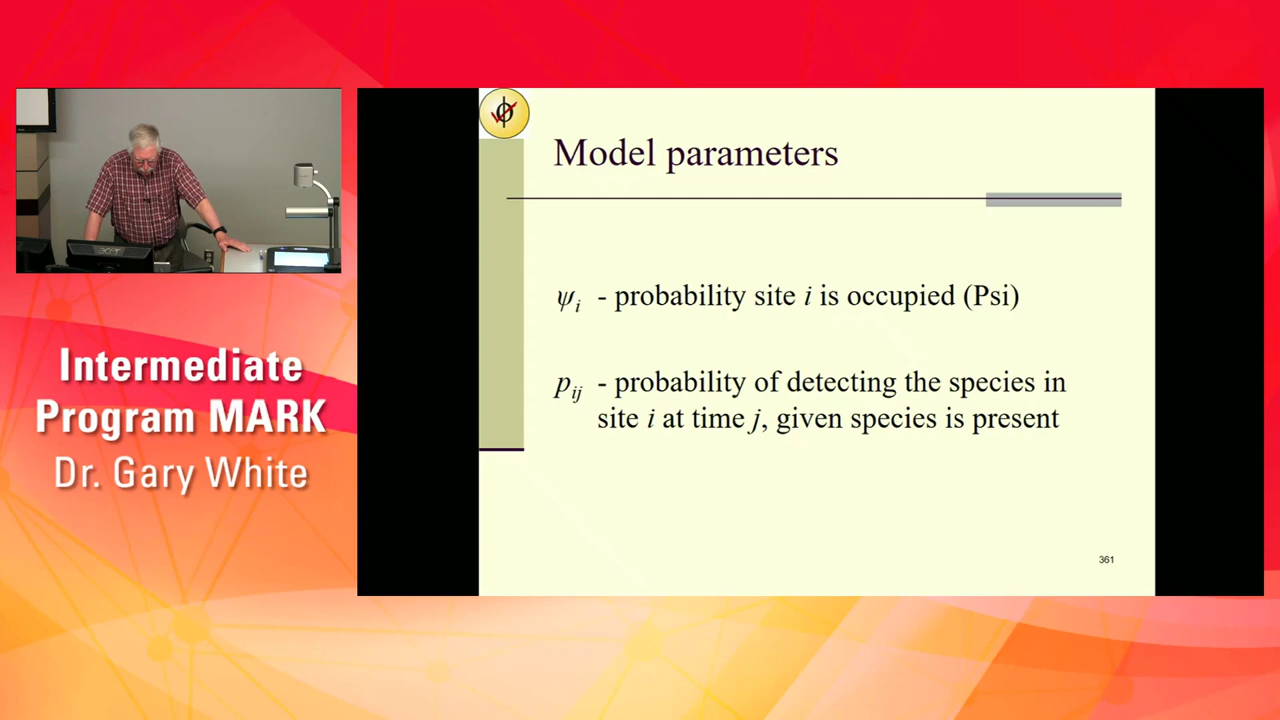 Model parameters
ψi - probability site i is occupied (Psi)
pij - probability of detecting the species in
site i at time j, given species is present
361
Intermediate
Program MARK
Dr. Gary White
acer